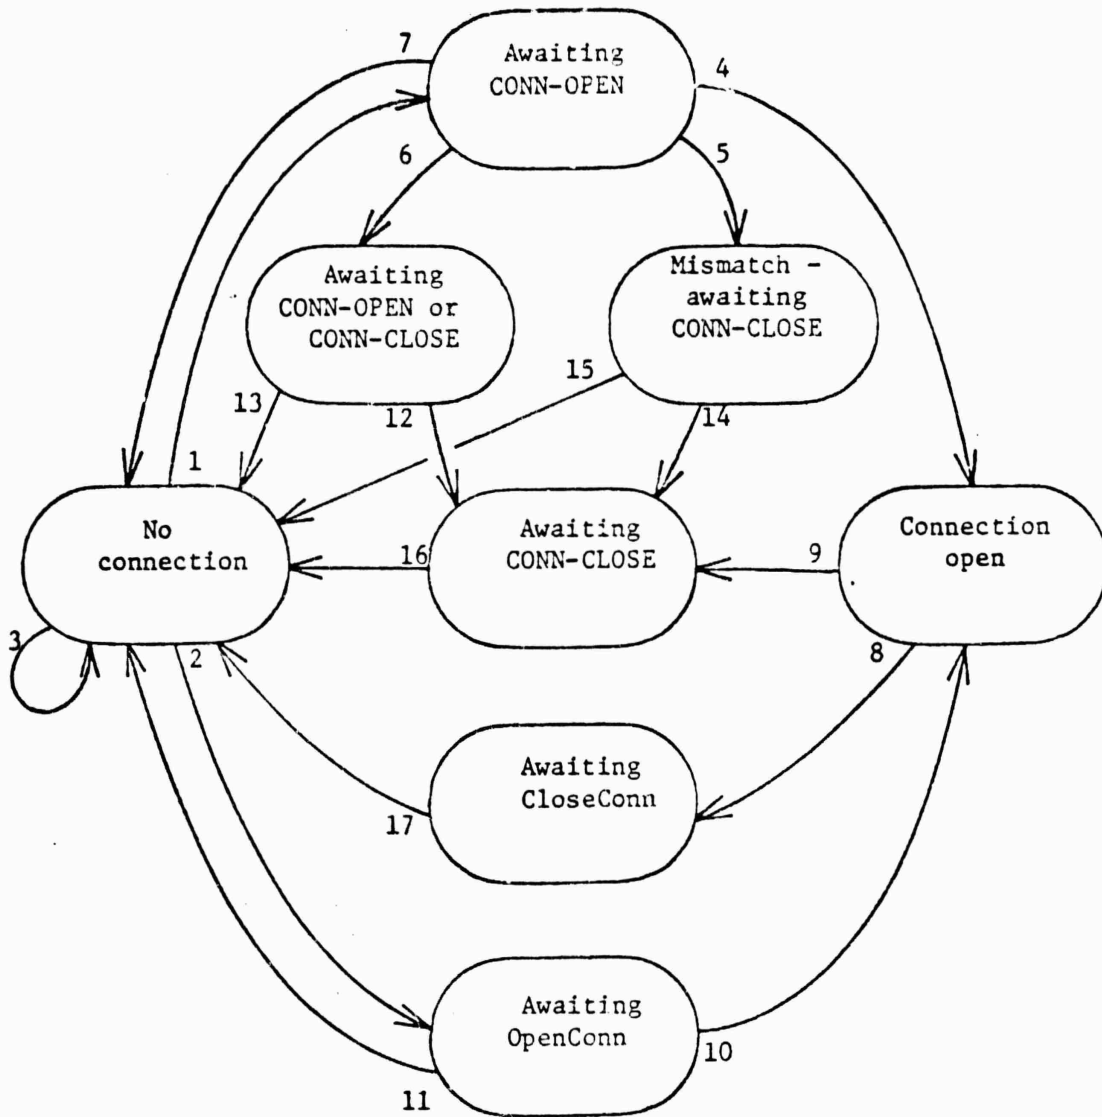 7
Awaiting
CONN-OPEN
4
6
5
Awaiting
CONN-OPEN or
CONN-CLOSE
Mismatch -
awaiting
CONN-CLOSE
13
12
15
14
1
No
connection
16
Awaiting
CONN-CLOSE
9
Connection
open
3
2
8
Awaiting
CloseConn
17
Awaiting
OpenConn
10
11